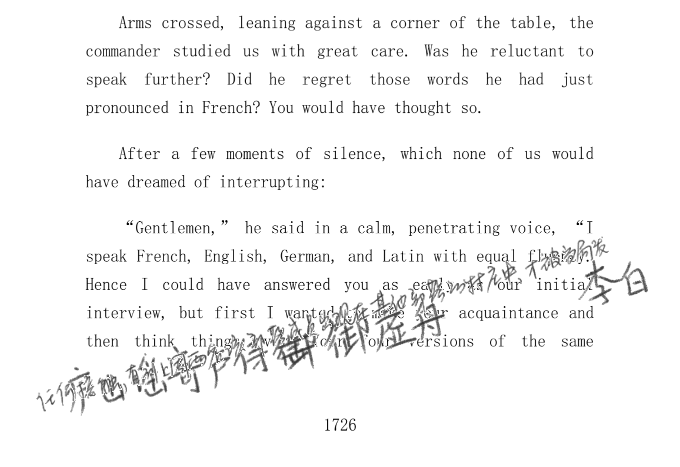 Arms crossed, leaning against a corner of the table, the
commander studied us with great care. Was he reluctant to
speak further? Did he regret those words he had just
pronounced in French? You would have thought so.
After a few moments of silence, which none of us would
have dreamed of interrupting:
“Gentlemen,” he said in a calm, penetrating voice, “I
speak French, English, German, and Latin with equal fluency.
Hence I could have answered you as early as our initial
interview, but first I wanted to make your acquaintance and
then think things over. Your four versions of the same
李白
1726